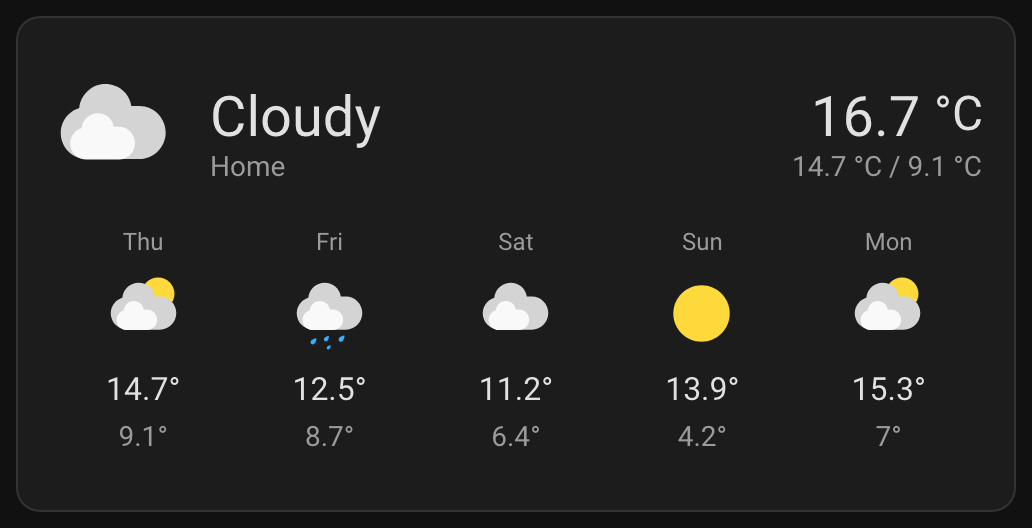 Cloudy
16.7 °C
Home
14.7 °C / 9.1 °C
Thu Fri Sat Sun Mon
14.7° 12.5° 11.2° 13.9° 15.3°
9.1° 8.7° 6.4° 4.2° 7°